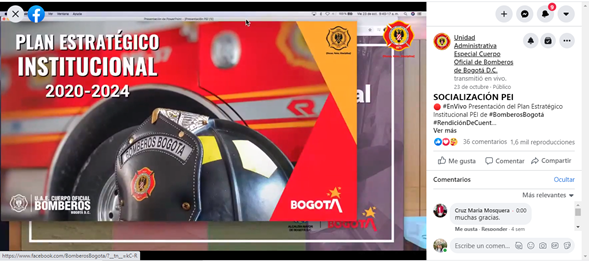 Ayuda
PLAN ESTRATÉGICO
INSTITUCIONAL
2020-2024
BOMBEROS BOGOTÁ
U.A.E. CUERPO OFICIAL
BOMBEROS
BOGOTÁ D.C.
BOGOTÁ
BOGOTÁ
https://www.facebook.com/BomberosBogota/?__tn__=kC-R
9
Unidad
Administrativa
Especial Cuerpo
Oficial de Bomberos
de Bogota D.C.
transmitió en vivo.
23 de octubre · Público
SOCIALIZACIÓN PEI
#EnVivo Presentación del Plan Estratégico
Institucional PEI de #BomberosBogotá
#RendiciónDeCuent...
Ver más
36 comentarios 1,6 mil reproducciones
Me gusta Comentar Compartir
Comentarios Ocultar
Más relevantes
Cruz Maria Mosquera · 0:00
muchas gracias.
Me gusta · Responder · 4 sem
Escribe un comen...